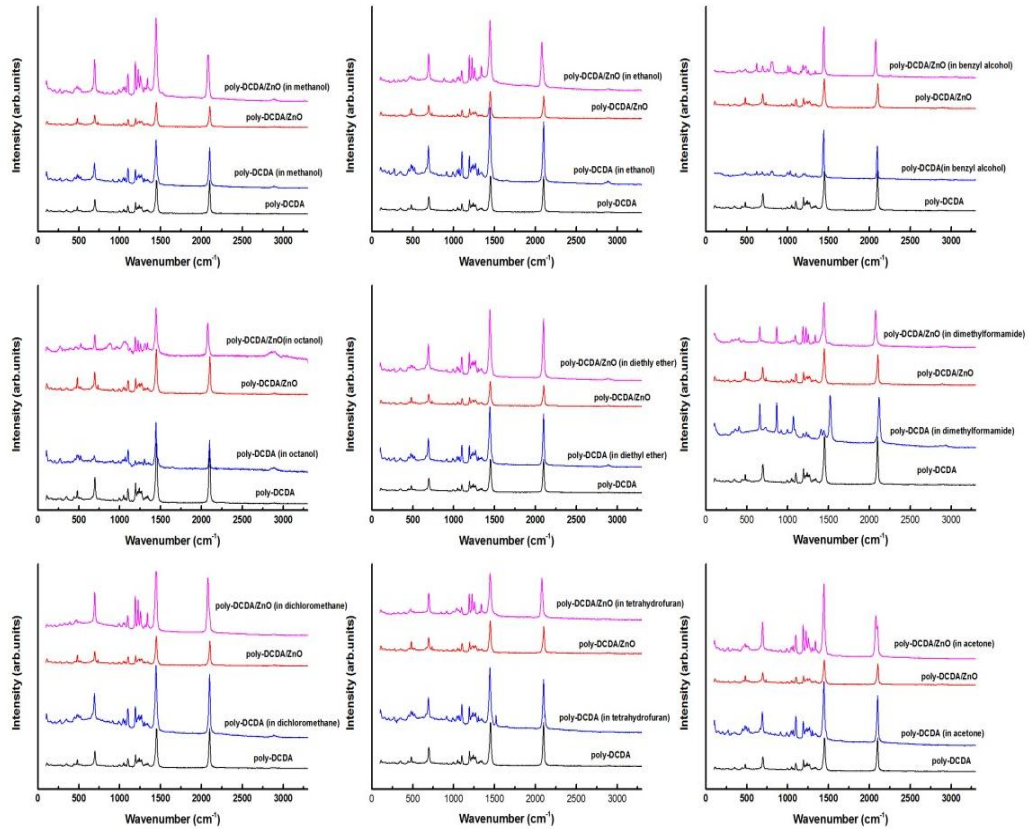 Intensity (arb.units)
poly-DCDA/ZnO (in methanol)
poly-DCDA/ZnO
poly-DCDA (in methanol)
poly-DCDA
0 500 1000 1500 2000 2500 3000
Wavenumber (cm-1)
Intensity (arb.units)
poly-DCDA/ZnO (in ethanol)
poly-DCDA/ZnO
poly-DCDA (in ethanol)
poly-DCDA
0 500 1000 1500 2000 2500 3000
Wavenumber (cm-1)
Intensity (arb.units)
poly-DCDA/ZnO (in benzyl alcohol)
poly-DCDA/ZnO
poly-DCDA(in benzyl alcohol)
poly-DCDA
0 500 1000 1500 2000 2500 3000
Wavenumber (cm-1)
Intensity (arb.units)
poly-DCDA/ZnO(in octanol)
poly-DCDA/ZnO
poly-DCDA (in octanol)
poly-DCDA
0 500 1000 1500 2000 2500 3000
Wavenumber (cm-1)
Intensity (arb.units)
poly-DCDA/ZnO (in diethly ether)
poly-DCDA/ZnO
poly-DCDA (in diethyl ether)
poly-DCDA
0 500 1000 1500 2000 2500 3000
Wavenumber (cm-1)
Intensity (arb.units)
poly-DCDA/ZnO (in dimethylformamide)
poly-DCDA/ZnO
poly-DCDA (in dimethylformamide)
poly-DCDA
0 500 1000 1500 2000 2500 3000
Wavenumber (cm-1)
Intensity (arb.units)
poly-DCDA/ZnO (in dichloromethane)
poly-DCDA/ZnO
poly-DCDA (in dichloromethane)
poly-DCDA
0 500 1000 1500 2000 2500 3000
Wavenumber (cm-1)
Intensity (arb.units)
poly-DCDA/ZnO (in tetrahydrofuran)
poly-DCDA/ZnO
poly-DCDA (in tetrahydrofuran)
poly-DCDA
0 500 1000 1500 2000 2500 3000
Wavenumber (cm-1)
Intensity (arb.units)
poly-DCDA/ZnO (in acetone)
poly-DCDA/ZnO
poly-DCDA (in acetone)
poly-DCDA
0 500 1000 1500 2000 2500 3000
Wavenumber (cm-1)